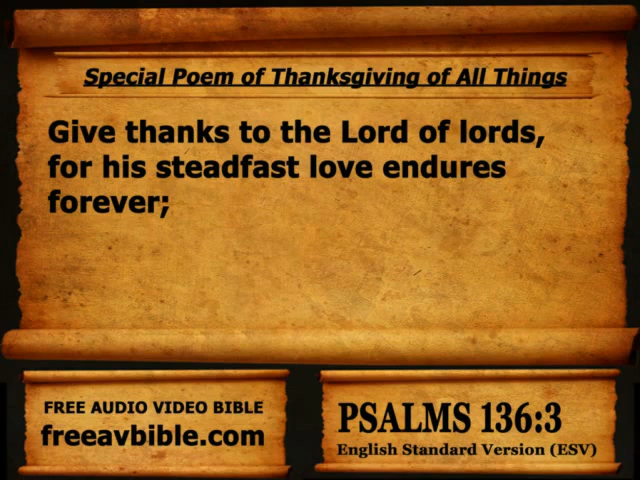 Special Poem of Thanksgiving of All Things
Give thanks to the Lord of lords,
for his steadfast love endures
forever;
FREE AUDIO VIDEO BIBLE
freeavbible.com
PSALMS 136:3
English Standard Version (ESV)